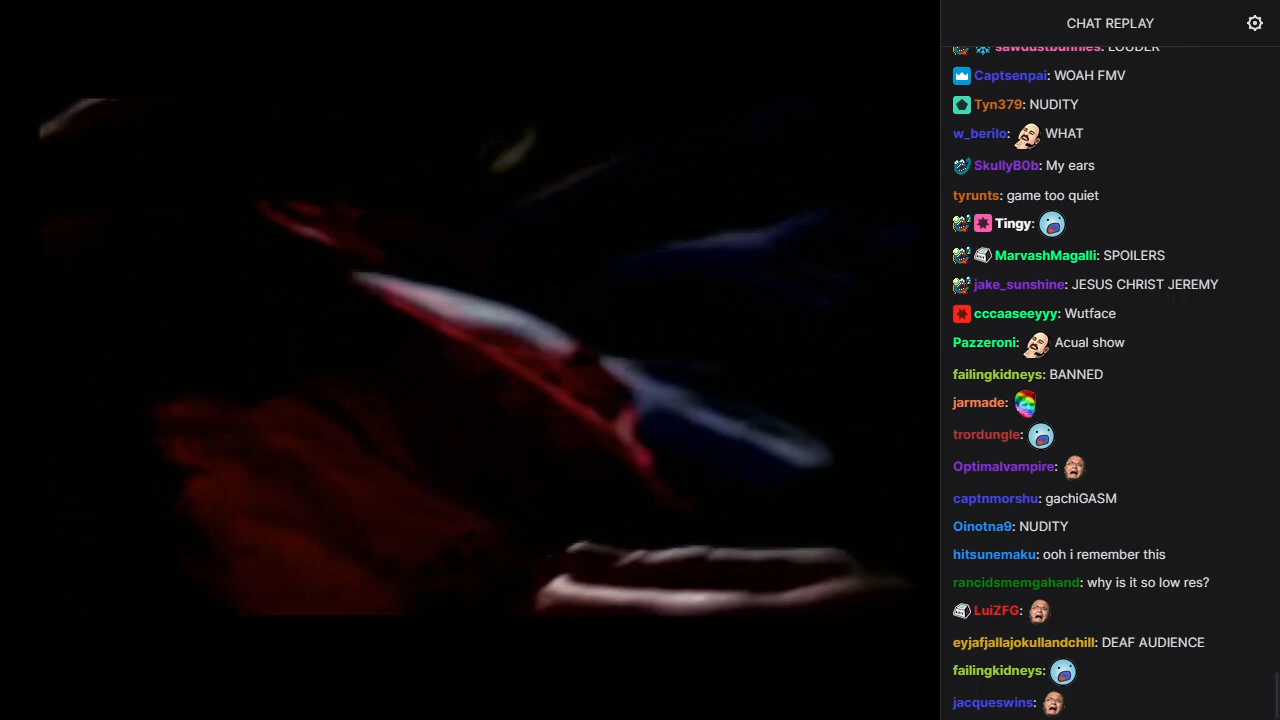 CHAT REPLAY
sawdustbunnies: LOUDER
Captsenpai: WOAH FMV
Tyn379: NUDITY
w_berilo: WHAT
SkullyB0b: My ears
tyrunts: game too quiet
Tingy:
MarvashMagalli: SPOILERS
jake_sunshine: JESUS CHRIST JEREMY
cccaaseeyyy: Wutface
Pazzeroni: Acual show
failingkidneys: BANNED
jarmade:
trordungle:
Optimalvampire:
captnmorshu: gachiGASM
Oinotna9: NUDITY
hitsunemaku: ooh i remember this
rancidsmemgahand: why is it so low res?
LuiZFG:
eyjafjallajokullandchill: DEAF AUDIENCE
failingkidneys:
jacqueswins: